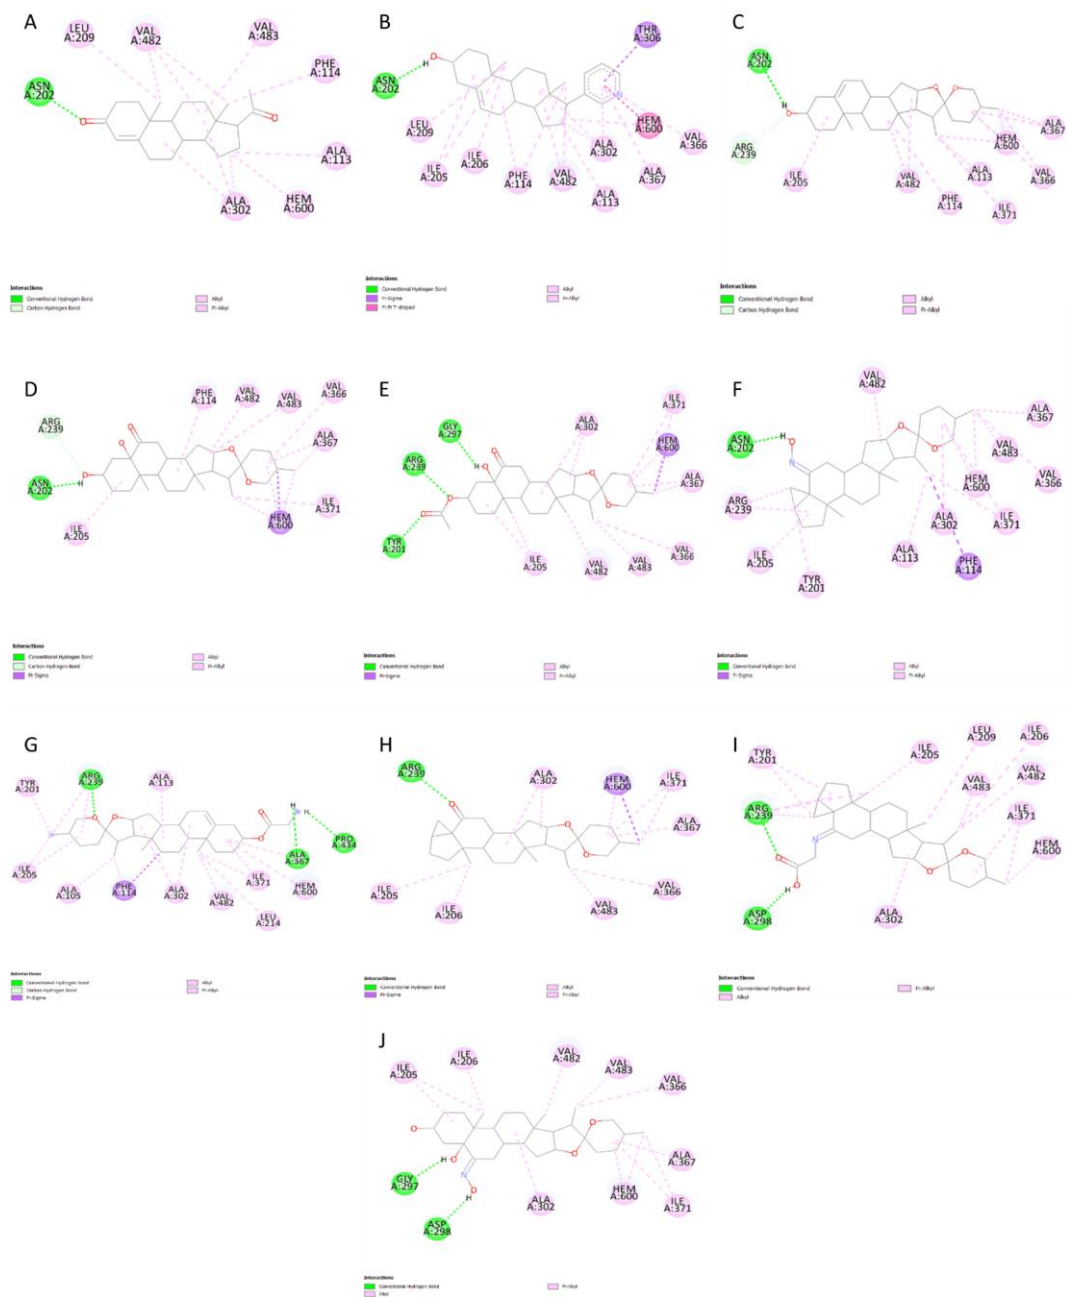 A
LEU
A:209
VAL
A:482
VAL
A:483
PHE
A:114
ASN
A:202
O
O
ALA
A:113
ALA
A:302
HEM
A:600
Interactions
Conventional Hydrogen Bond
Carbon Hydrogen Bond
Alkyl
Pi-Alkyl
B
THR
A:306
ASN
A:202
H
O
N
HEM
A:600
LEU
A:209
ILE
A:205
ILE
A:206
PHE
A:114
VAL
A:482
ALA
A:302
ALA
A:113
ALA
A:367
VAL
A:366
Interactions
Conventional Hydrogen Bond
Pi-Sigma
Pi-Pi T-shaped
Alkyl
Pi-Alkyl
C
ASN
A:202
H
O
O
O
ARG
A:239
ILE
A:205
VAL
A:482
PHE
A:114
ALA
A:113
ILE
A:371
HEM
A:600
ALA
A:367
VAL
A:366
Interactions
Conventional Hydrogen Bond
Carbon Hydrogen Bond
Alkyl
Pi-Alkyl
D
PHE
A:114
VAL
A:482
VAL
A:483
VAL
A:366
ARG
A:239
ALA
A:367
O
O
H
O
O
O
ASN
A:202
ILE
A:205
HEM
A:600
ILE
A:371
Interactions
Conventional Hydrogen Bond
Carbon Hydrogen Bond
Pi-Sigma
Alkyl
Pi-Alkyl
E
GLY
A:297
ALA
A:302
ILE
A:371
HEM
A:600
ARG
A:239
H
O
O
O
O
O
O
ALA
A:367
TYR
A:201
ILE
A:205
VAL
A:482
VAL
A:483
VAL
A:366
Interactions
Conventional Hydrogen Bond
Pi-Sigma
Alkyl
Pi-Alkyl
F
VAL
A:482
ASN
A:202
H
O
N
O
O
ALA
A:367
VAL
A:483
VAL
A:366
HEM
A:600
ARG
A:239
ALA
A:302
ILE
A:371
ILE
A:205
TYR
A:201
ALA
A:113
PHE
A:114
Interactions
Conventional Hydrogen Bond
Pi-Sigma
Alkyl
Pi-Alkyl
G
TYR
A:201
ARG
A:239
ALA
A:113
O
O
O
O
H
N
H
PRO
A:434
ALA
A:367
ILE
A:205
ALA
A:105
PHE
A:114
ALA
A:302
VAL
A:482
ILE
A:371
LEU
A:214
HEM
A:600
Interactions
Conventional Hydrogen Bond
Carbon Hydrogen Bond
Pi-Sigma
Alkyl
Pi-Alkyl
H
ARG
A:239
ALA
A:302
HEM
A:600
ILE
A:371
O
O
O
ALA
A:367
ILE
A:205
ILE
A:206
VAL
A:483
VAL
A:366
Interactions
Conventional Hydrogen Bond
Pi-Sigma
Alkyl
Pi-Alkyl
I
TYR
A:201
ILE
A:205
LEU
A:209
ILE
A:206
VAL
A:482
VAL
A:483
ARG
A:239
ILE
A:371
HEM
A:600
N
O
O
H
O
O
ASP
A:298
ALA
A:302
Interactions
Conventional Hydrogen Bond
Alkyl
Pi-Alkyl
J
ILE
A:205
ILE
A:206
VAL
A:482
VAL
A:483
VAL
A:366
O
H
O
N
O
H
O
O
GLY
A:297
ASP
A:298
ALA
A:302
HEM
A:600
ALA
A:367
ILE
A:371
Interactions
Conventional Hydrogen Bond
Alkyl
Pi-Alkyl